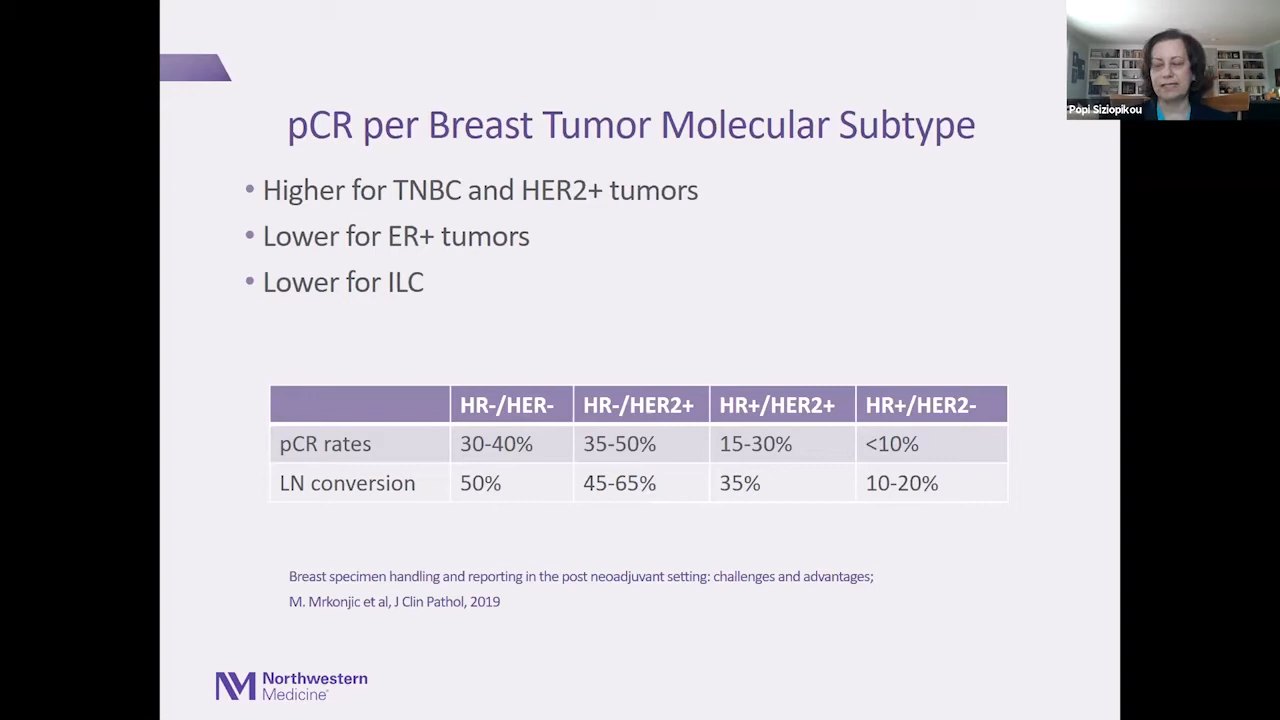 Popi Siziopikou
pCR per Breast Tumor Molecular Subtype
• Higher for TNBC and HER2+ tumors
• Lower for ER+ tumors
• Lower for ILC
HR-/HER- HR-/HER2+ HR+/HER2+ HR+/HER2-
pCR rates 30-40% 35-50% 15-30% <10%
LN conversion 50% 45-65% 35% 10-20%
Breast specimen handling and reporting in the post neoadjuvant setting: challenges and advantages;
M. Mrkonjic et al, J Clin Pathol, 2019
NM Northwestern
Medicine®